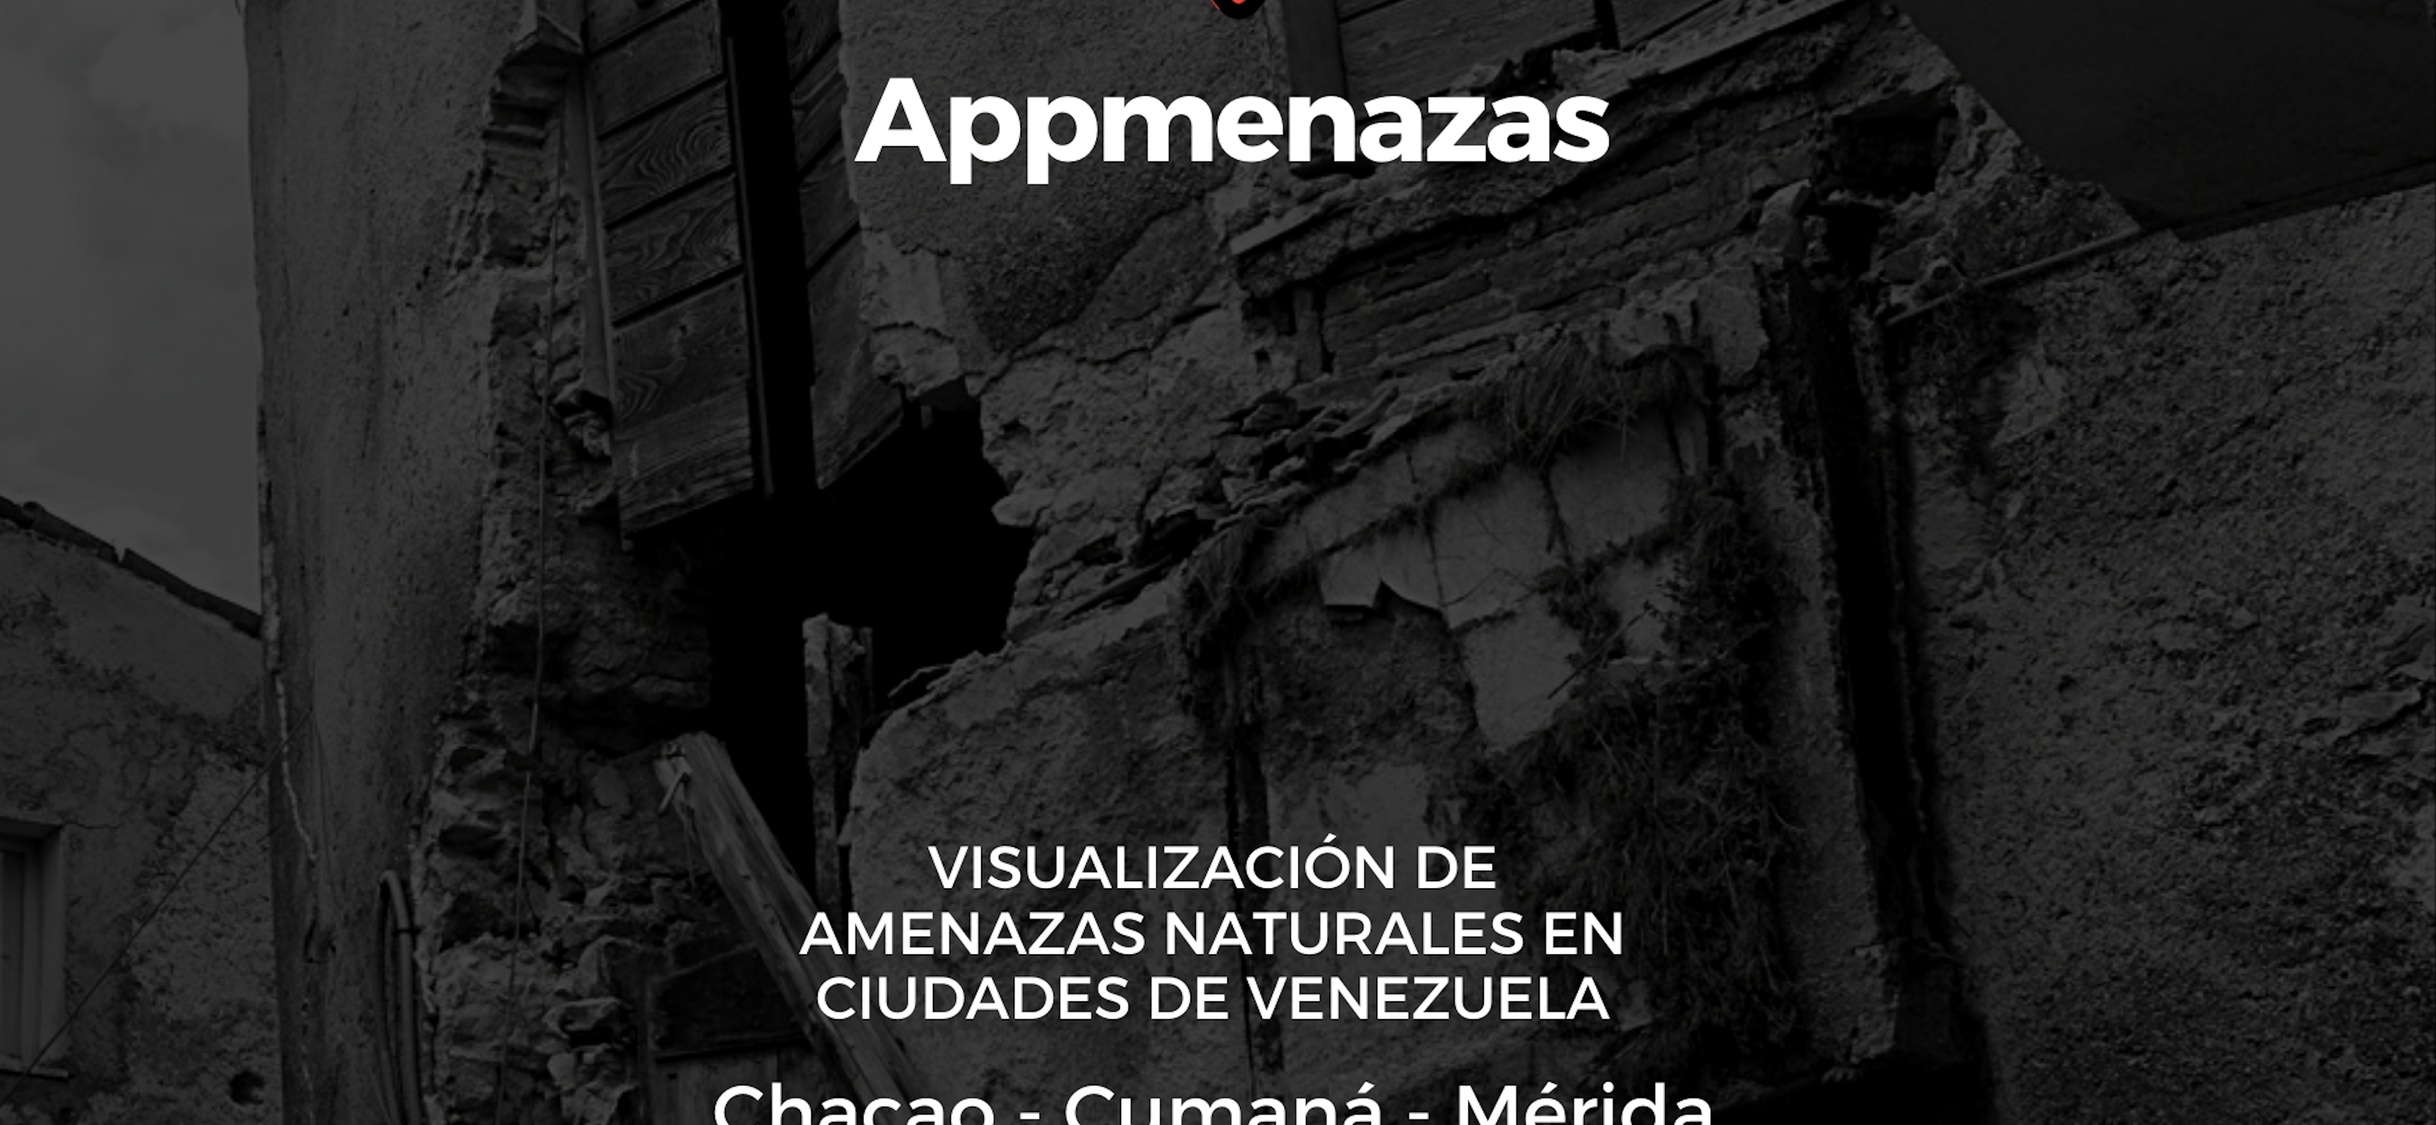 Appmenazas
VISUALIZACIÓN DE
AMENAZAS NATURALES EN
CIUDADES DE VENEZUELA
Chacao - Cumaná - Mérida